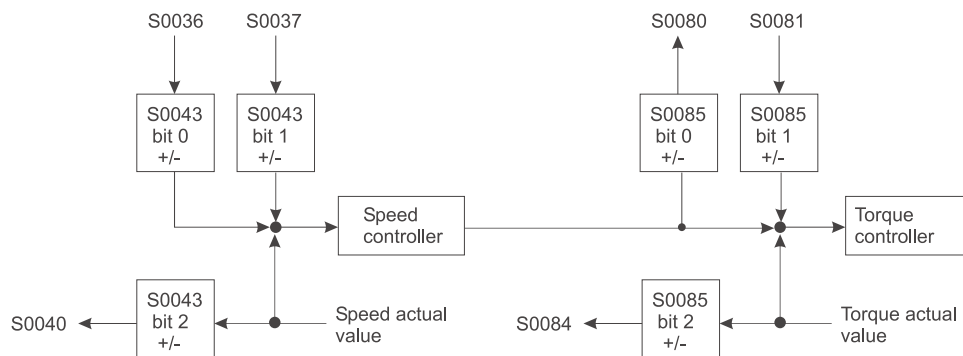 S0036 S0037 S0080 S0081
S0043 S0043 S0085 S0085
bit 0 bit 1 bit 0 bit 1
+/- +/- +/- +/-
Speed Torque
controller controller
S0043 S0085
S0040 bit 2 Speed actual S0084 bit 2 Torque actual
+/- value +/- value